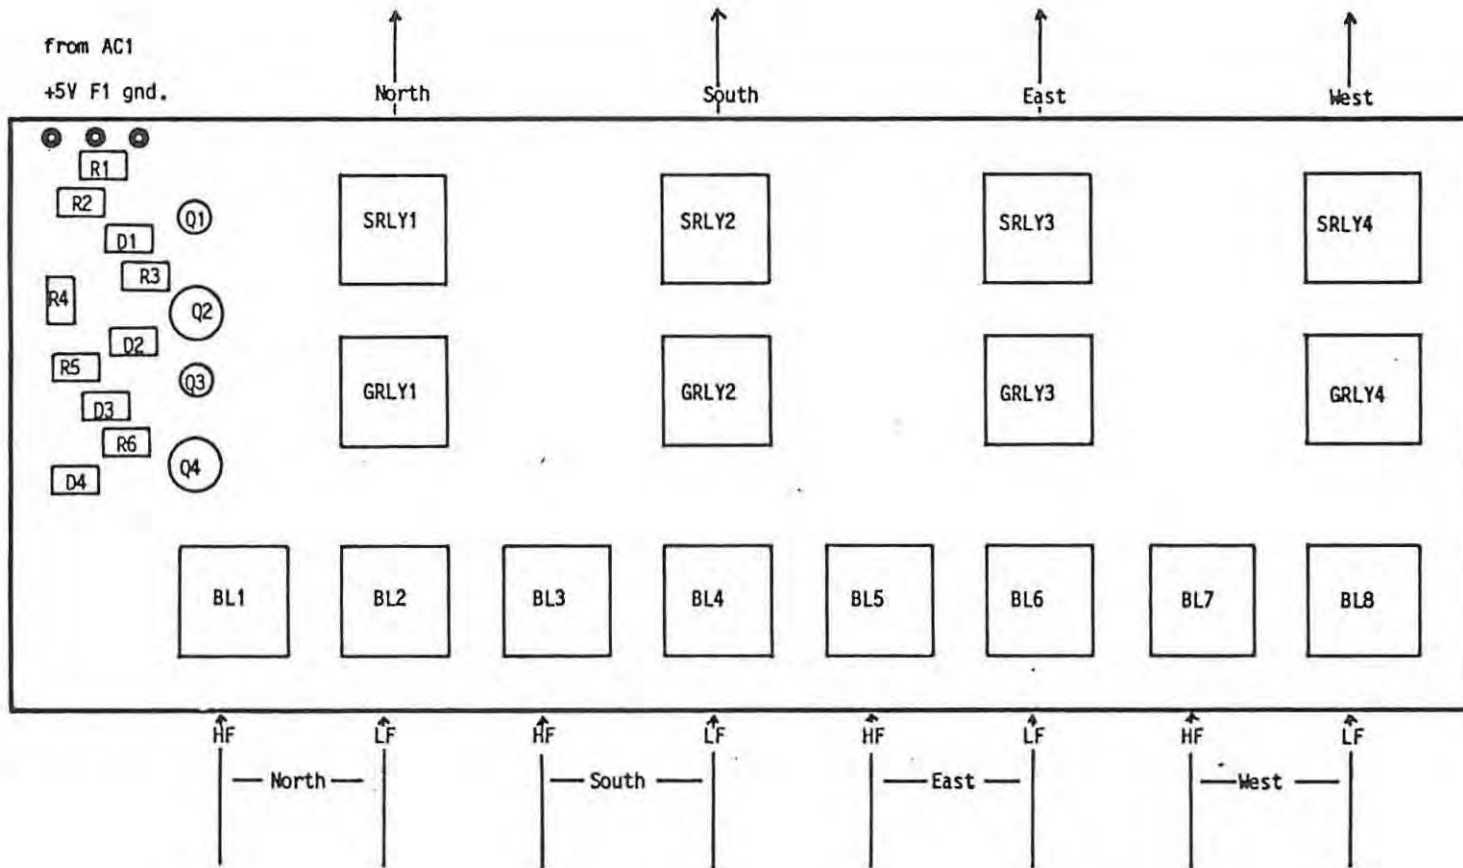 from AC1
+5V F1 gnd.
North South East West
R1
R2
Q1
D1
R3
R4
Q2
D2
R5
Q3
D3
R6
Q4
D4
SRLY1 SRLY2 SRLY3 SRLY4
GRLY1 GRLY2 GRLY3 GRLY4
BL1 BL2 BL3 BL4 BL5 BL6 BL7 BL8
HF LF HF LF HF LF HF LF
North South East West